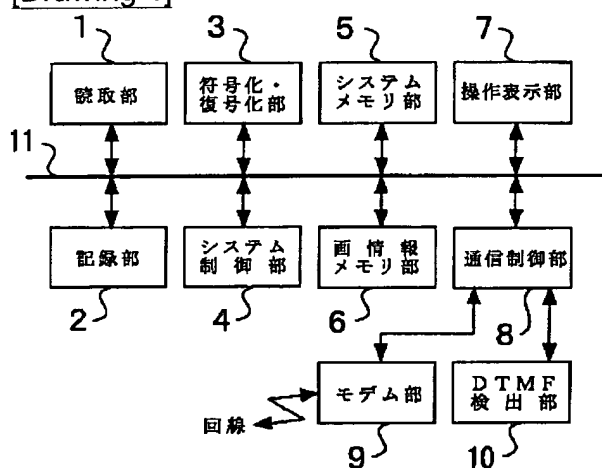 1
3
5
7
読取部
符号化・
復号化部
システム
メモリ部
操作表示部
11
記録部
システム
制御部
画情報
メモリ部
通信制御部
2
4
6
8
モデム部
DTMF
検出部
回線
9
10